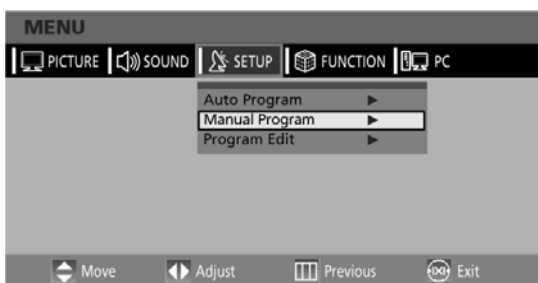 MENU
PICTURE SOUND SETUP FUNCTION PC
Auto Program
Manual Program
Program Edit
Move Adjust Previous Exit